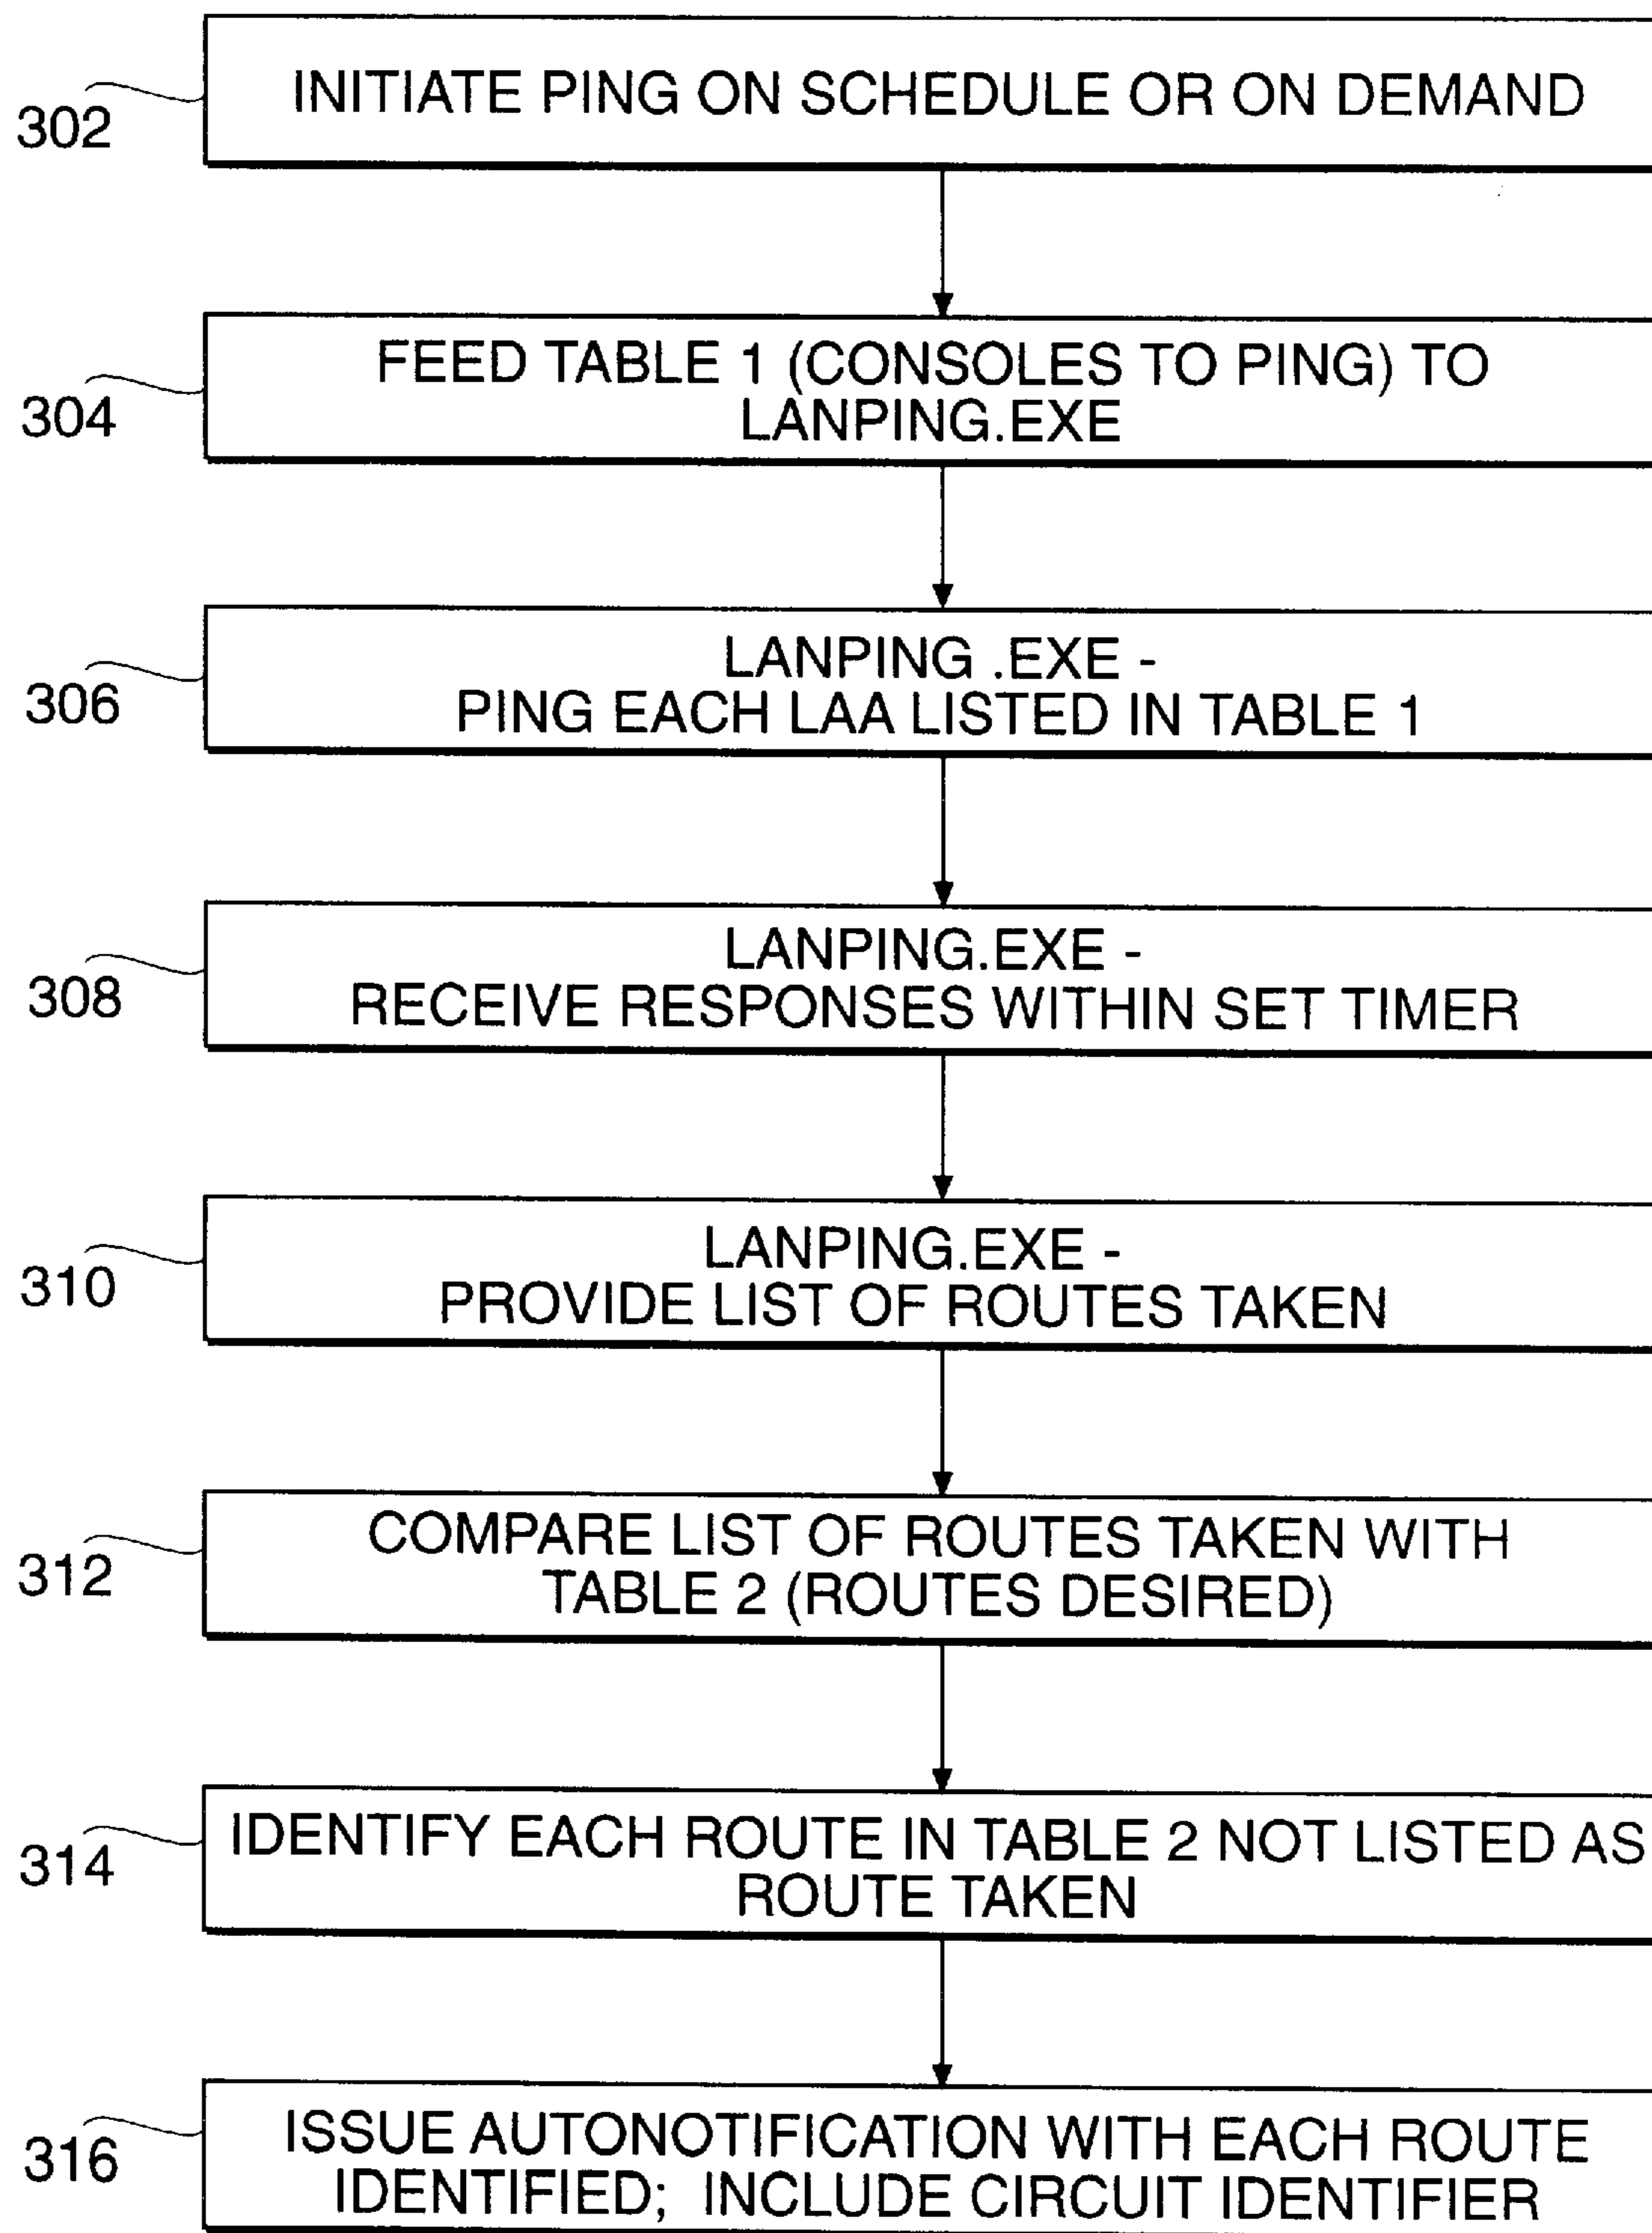 INITIATE PING ON SCHEDULE OR ON DEMAND
302
FEED TABLE 1 (CONSOLES TO PING) TO
LANPING.EXE
304
LANPING .EXE -
PING EACH LAA LISTED IN TABLE 1
306
LANPING.EXE -
RECEIVE RESPONSES WITHIN SET TIMER
308
LANPING.EXE -
PROVIDE LIST OF ROUTES TAKEN
310
COMPARE LIST OF ROUTES TAKEN WITH
TABLE 2 (ROUTES DESIRED)
312
IDENTIFY EACH ROUTE IN TABLE 2 NOT LISTED AS
ROUTE TAKEN
314
ISSUE AUTONOTIFICATION WITH EACH ROUTE
IDENTIFIED; INCLUDE CIRCUIT IDENTIFIER
316